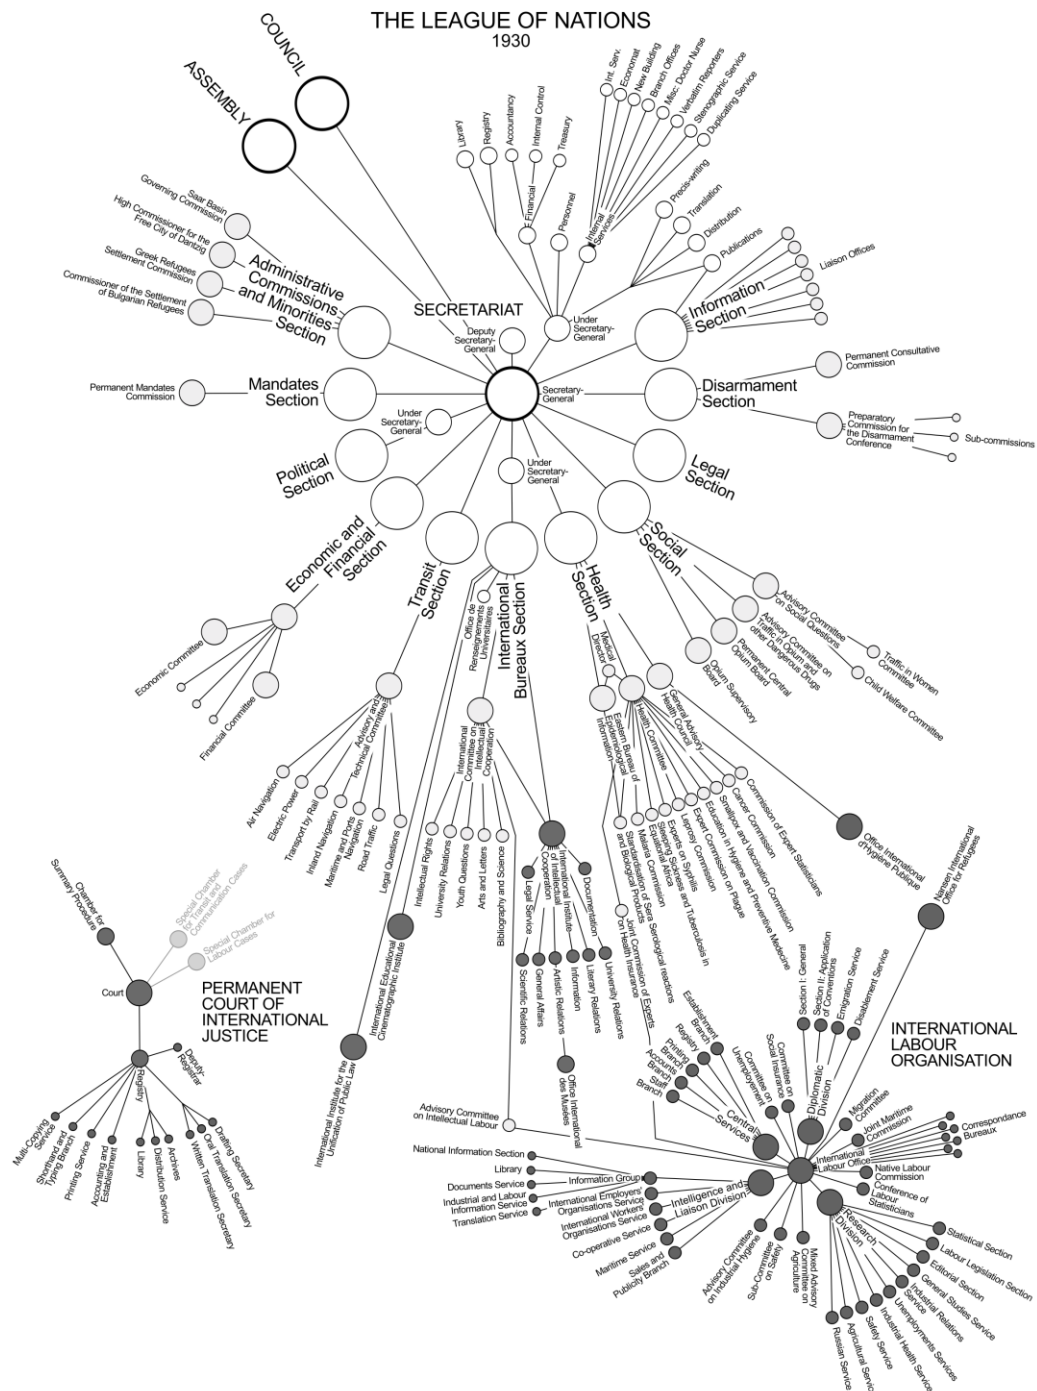 THE LEAGUE OF NATIONS
1930
COUNCIL
ASSEMBLY
SECRETARIAT
Deputy
Secretary-
General
Secretary-
General
Under
Secretary-
General
Library
Registry
Accountancy
Internal Control
Treasury
Financial
Personnel
Internal
Services
Int. Serv.
Economat
New Building
Branch Offices
Misc: Doctor Nurse
Verbatim Reporters
Stenographic Service
Duplicating Service
Precis-writing
Translation
Distribution
Publications
Information
Section
Liaison Offices
Disarmament
Section
Permanent Consultative
Commission
Preparatory
Commission for
the Disarmament
Conference
Sub-commissions
Legal
Section
Social
Section
Advisory Committee
on Social Questions
Traffic in Women
Committee
Child Welfare Committee
Advisory Committee on
Traffic in Opium and
other Dangerous Drugs
Permanent Central
Opium Board
Opium Supervisory
Board
Health
Section
Medical
Director
Eastern Bureau of
Epidemiological
Information
Health Committee
General Advisory
Health Council
Standardisation of Sera Serological reactions
and Biological Products
Malaria Commission
Sleeping Sickness and Tuberculosis in
Equatorial Africa
Experts on Syphilis
Leprosy Commission
Expert Commission on Plague
Education in Hygiene and Preventive Medecine
Smallpox and Vaccination Commission
Cancer Commission
Commission of Expert Statisticians
Joint Commission of Experts
on Health Insurance
Office International
d'Hygiène Publique
Under
Secretary-
General
International
Bureaux Section
Office de
Renseignements
Universitaires
International
Committee on
Intellectual
Cooperation
Intellectual Rights
University Relations
Youth Questions
Arts and Letters
Bibliography and Science
International Institute
of Intellectual
Cooperation
Legal Service
Documentation
Scientific Relations
General Affairs
Artistic Relations
Information
Literary Relations
University Relations
Office International
des Musées
International Educational
Cinematographic Institute
International Institute for the
Unification of Public Law
Advisory Committee
on Intellectual Labour
Transit
Section
Advisory and
Technical Committee
Air Navigation
Electric Power
Transport by Rail
Inland Navigation
Maritime and Ports
Navigation
Road Traffic
Legal Questions
Economic and
Financial
Section
Economic Committee
Financial Committee
Political
Section
Under
Secretary-
General
Mandates
Section
Permanent Mandates
Commission
Administrative
Commissions
and Minorities
Section
Saar Basin
Governing Commission
High Commissioner for the
Free City of Dantzig
Greek Refugees
Settlement Commission
Commissioner of the Settlement
of Bulgarian Refugees
PERMANENT
COURT OF
INTERNATIONAL
JUSTICE
Court
Chamber for
Summary Procedure
Special Chamber
for Transit and
Communication Cases
Special Chamber for
Labour Cases
Registry
Deputy-
Registrar
Multi-Copying
Service
Shorthand and
Typing Branch
Printing Service
Accounting and
Establishment
Library
Distribution Service
Archives
Written Translation Secretary
Oral Translation Secretary
Drafting Secretary
INTERNATIONAL
LABOUR
ORGANISATION
Nansen International
Office for Refugees
International
Labour Office
Diplomatic
Division
Section I: General
Section II: Application
of Conventions
Emigration Service
Disablement Service
Central
Services
Establishment
Branch
Registry
Printing
Branch
Accounts
Branch
Staff
Branch
Committee on
Unemployement
Committee on
Social Insurance
Migration
Committee
Joint Maritime
Commission
Correspondance
Bureaux
Native Labour
Commission
Conference of
Labour
Statisticians
Research
Division
Statistical Section
Labour Legislation Section
Editorial Section
General Studies Service
Industrial Relations
Service
Unemployments Services
Industrial Health Service
Safety Service
Agricultural Service
Russian Service
Mixed Advisory
Committee on
Agriculture
Sub-Committee
on Safety
Advisory Committee
on Industrial Hygiene
Intelligence and
Liaison Division
Information Group
National Information Section
Library
Documents Service
Industrial and Labour
Information Service
Translation Service
International Employers'
Organisations Service
International Workers'
Organisations Service
Co-operative Service
Maritime Service
Sales and
Publicity Branch